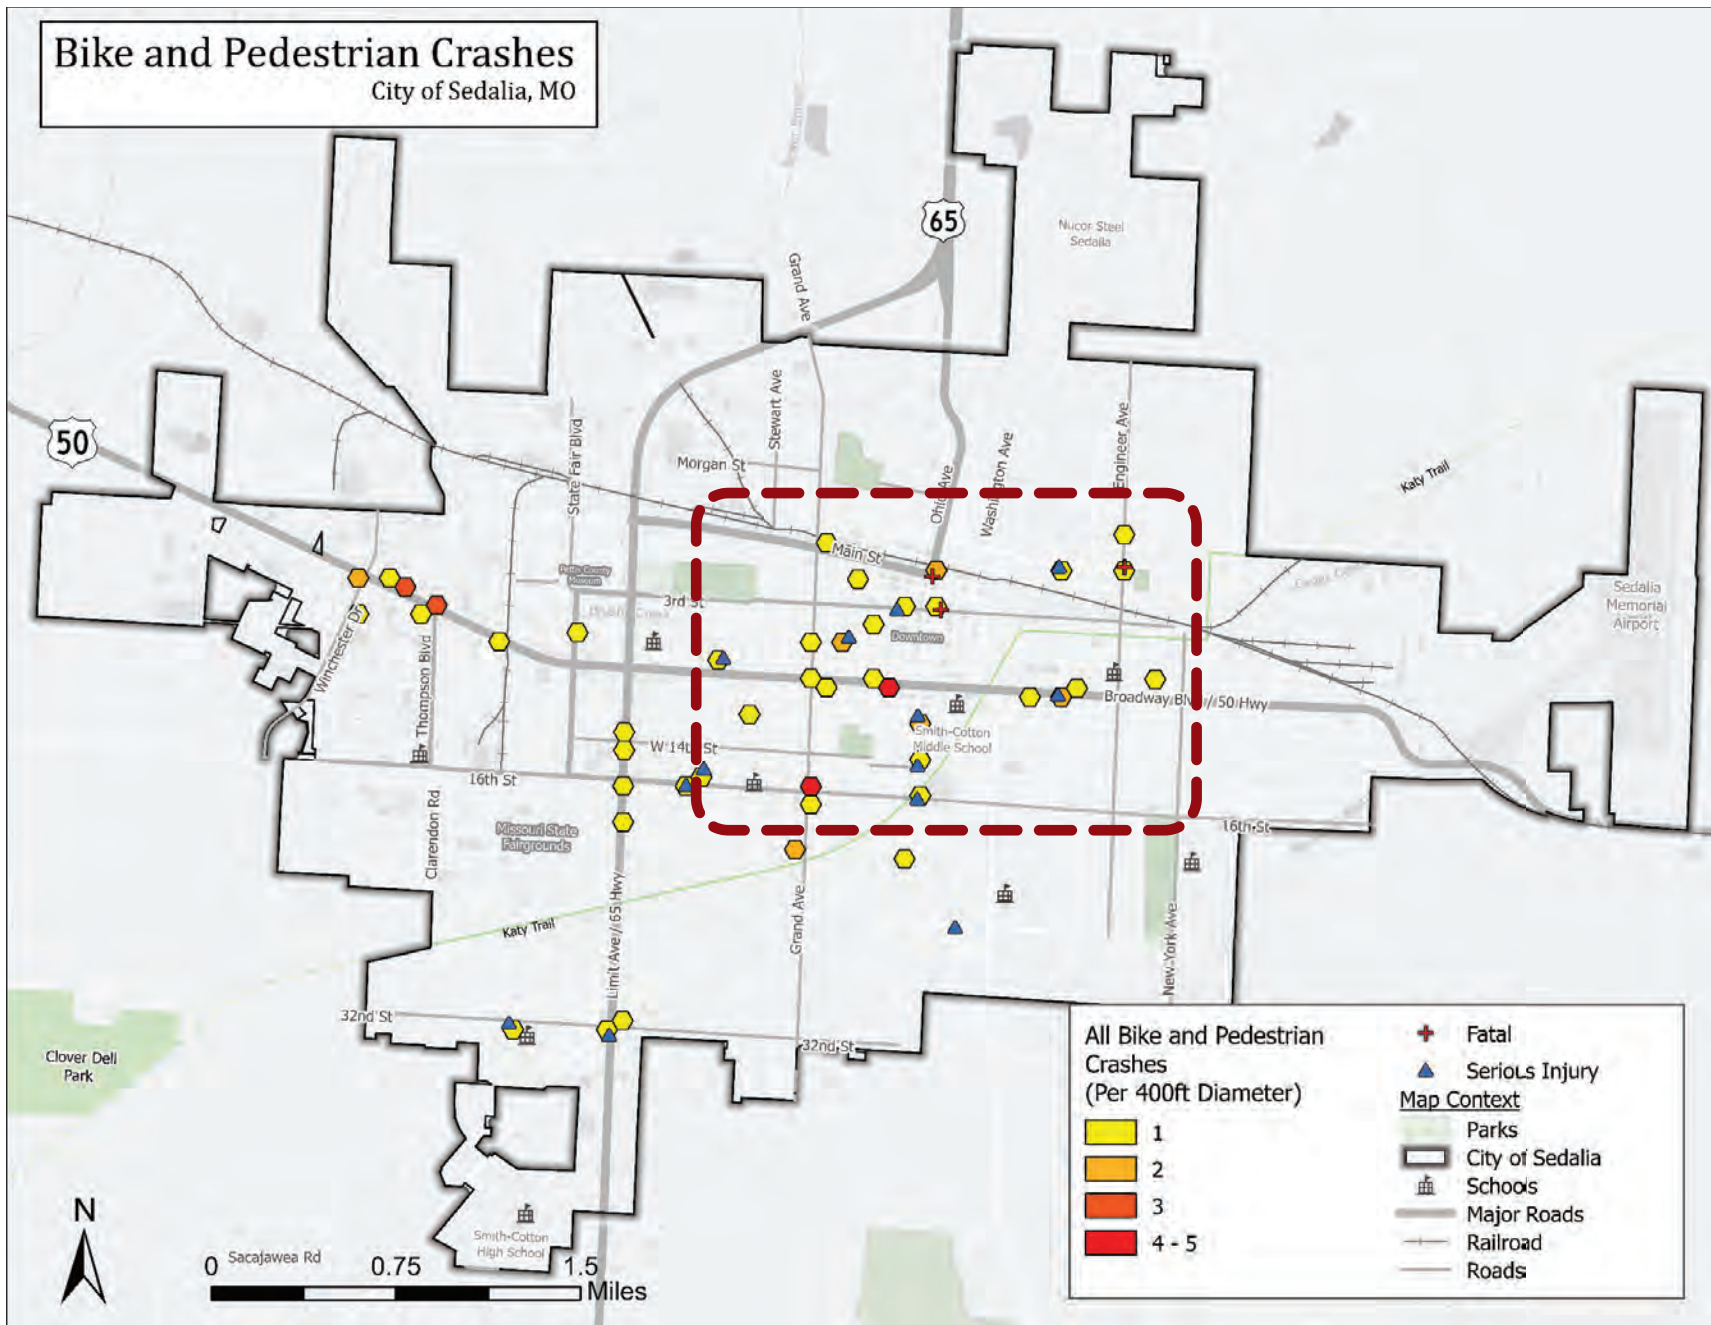 Bike and Pedestrian Crashes
City of Sedalia, MO
65
Nucor Steel
Sedalia
Grand Ave
50
State Fair Blvd
Stewart Ave
Morgan St
Ohio Ave
Washington Ave
Engineer Ave
Katy Trail
Main St
Pettis County
Museum
3rd St
Downtown
Sedalia
Memorial
Airport
Winchester Dr
Thompson Blvd
Broadway Blvd / 50 Hwy
Smith-Cotton
Middle School
W 14th St
16th St
Clarendon Rd
Missouri State
Fairgrounds
16th St
Limit Ave / 65 Hwy
Grand Ave
Katy Trail
New York Ave
32nd St
32nd St
Clover Dell
Park
Smith-Cotton
High School
N
Sacajawea Rd
0 0.75 1.5
Miles
All Bike and Pedestrian
Crashes
(Per 400ft Diameter)
1
2
3
4 - 5
Fatal
Serious Injury
Map Context
Parks
City of Sedalia
Schools
Major Roads
Railroad
Roads